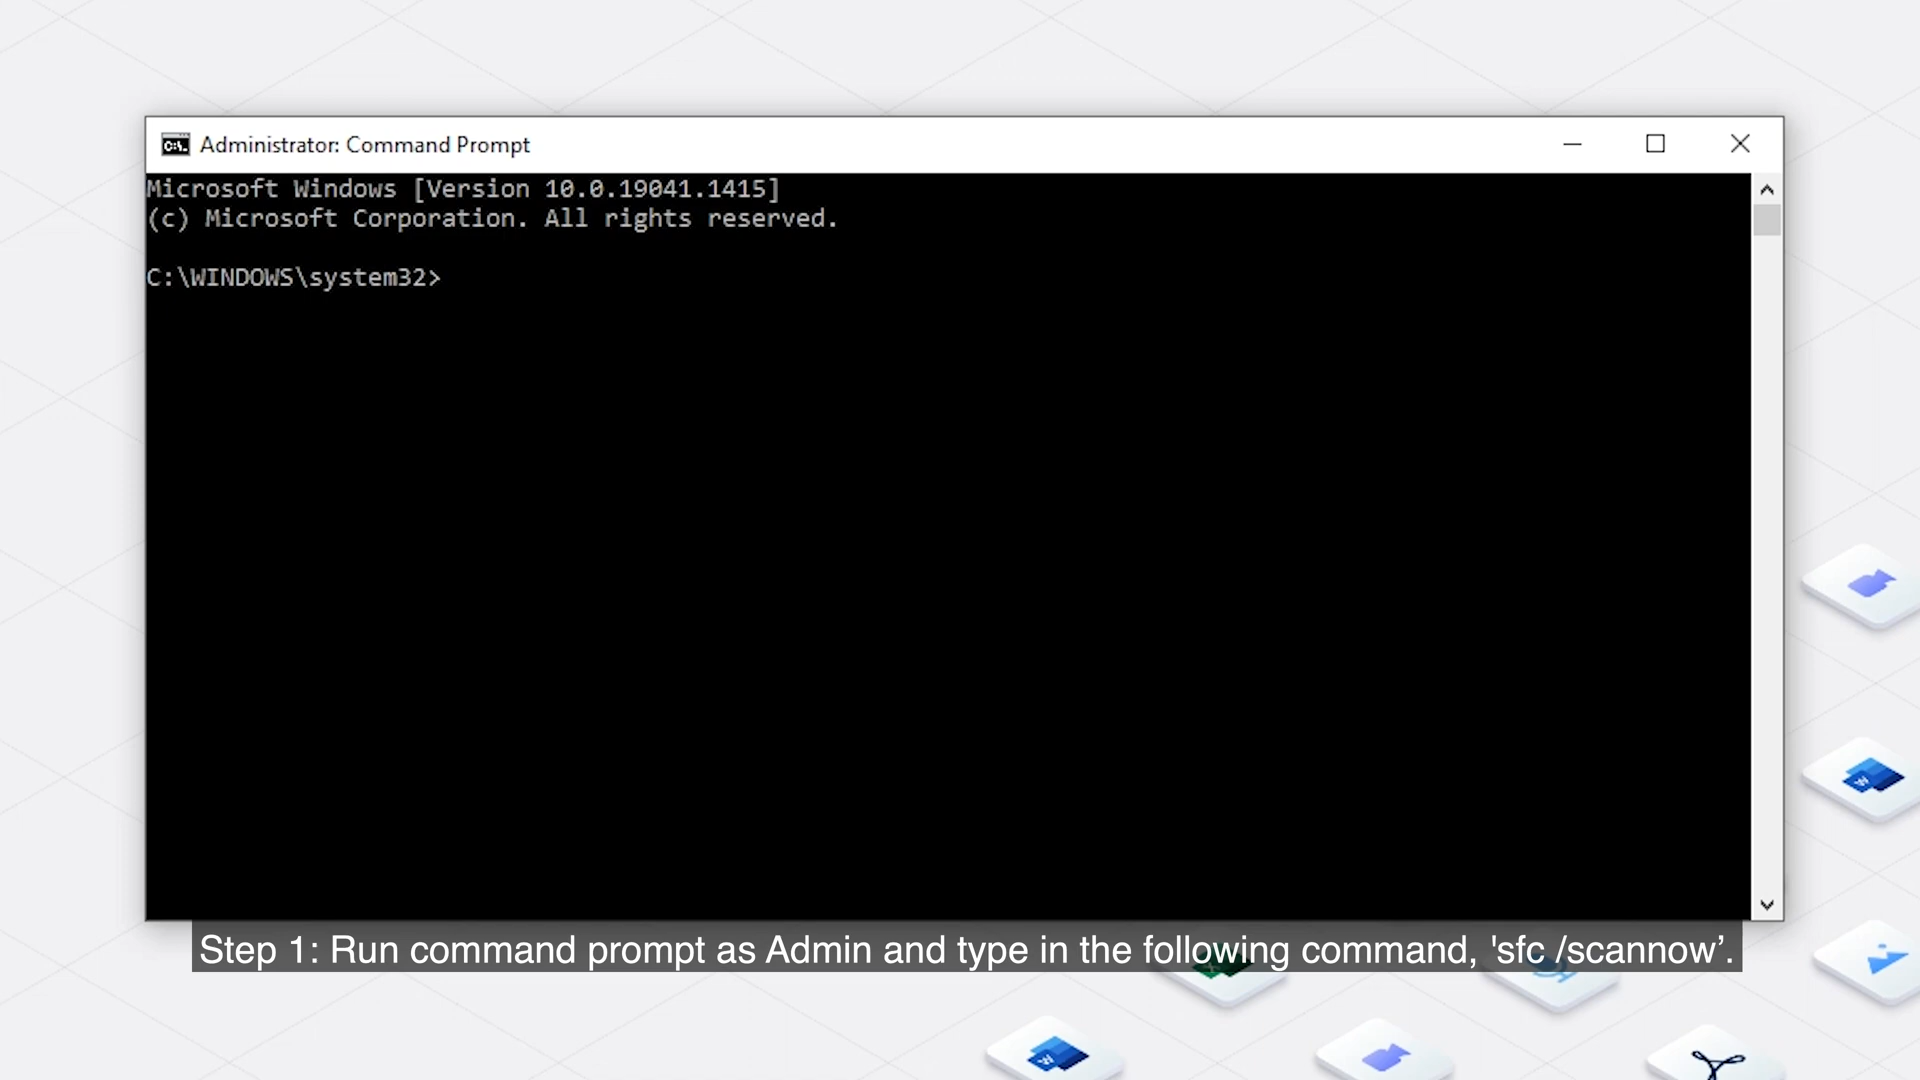 Administrator: Command Prompt
Microsoft Windows [Version 10.0.19041.1415]
(c) Microsoft Corporation. All rights reserved.
C:\WINDOWS\system32>
Step 1: Run command prompt as Admin and type in the following command, 'sfc /scannow’.